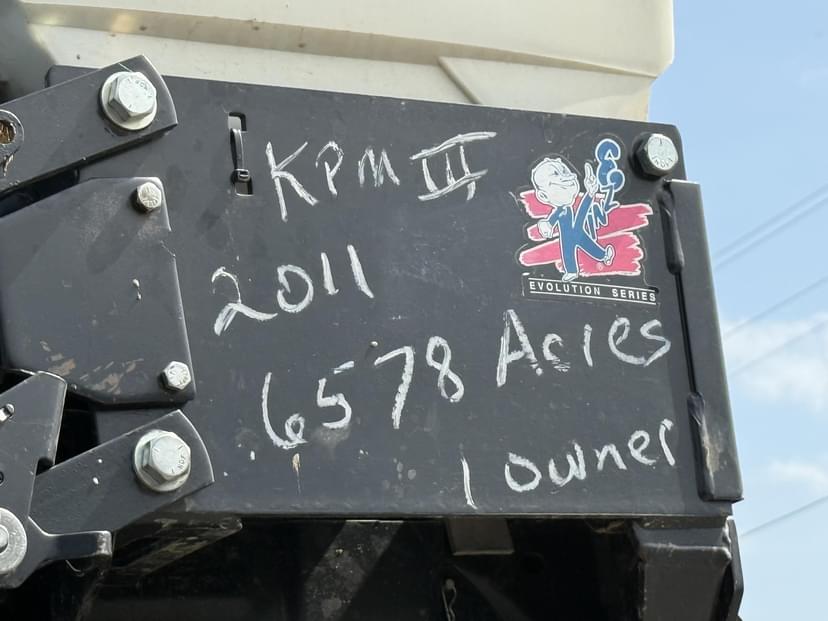 KPM III
KINZE
EVOLUTION SERIES
2011
6578 Acres
1 owner